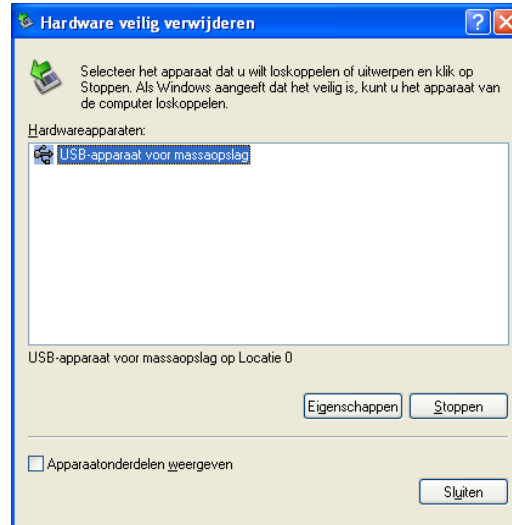 Hardware veilig verwijderen
Selecteer het apparaat dat u wilt loskoppelen of uitwerpen en klik op
Stoppen. Als Windows aangeeft dat het veilig is, kunt u het apparaat van
de computer loskoppelen.
Hardwareapparaten:
USB-apparaat voor massaopslag
USB-apparaat voor massaopslag op Locatie 0
Eigenschappen Stoppen
Apparaatonderdelen weergeven
Sluiten